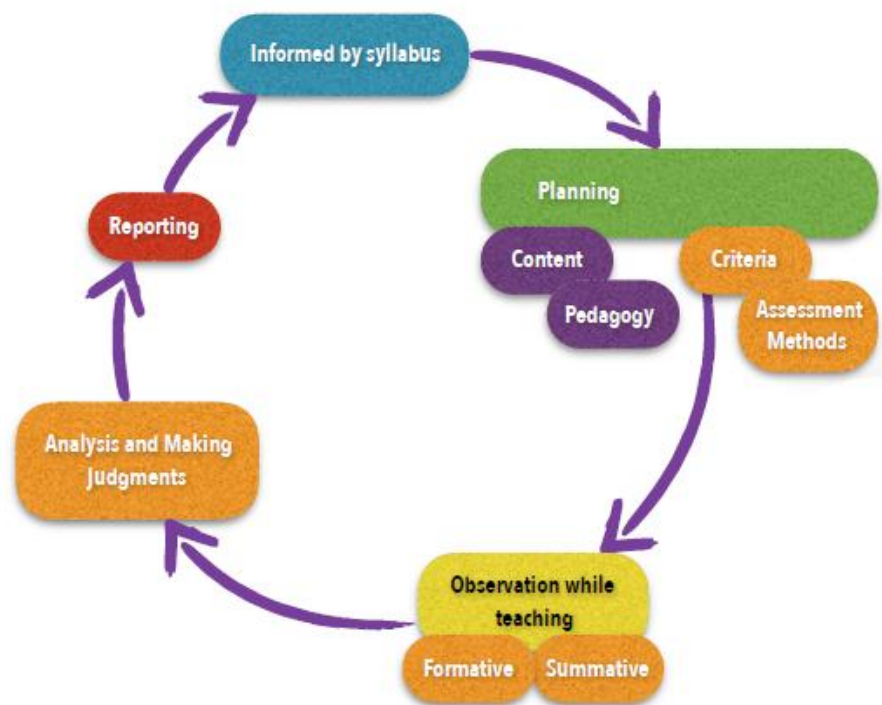 Informed by syllabus
Planning
Content
Pedagogy
Criteria
Assessment
Methods
Observation while
teaching
Formative
Summative
Analysis and Making
Judgments
Reporting